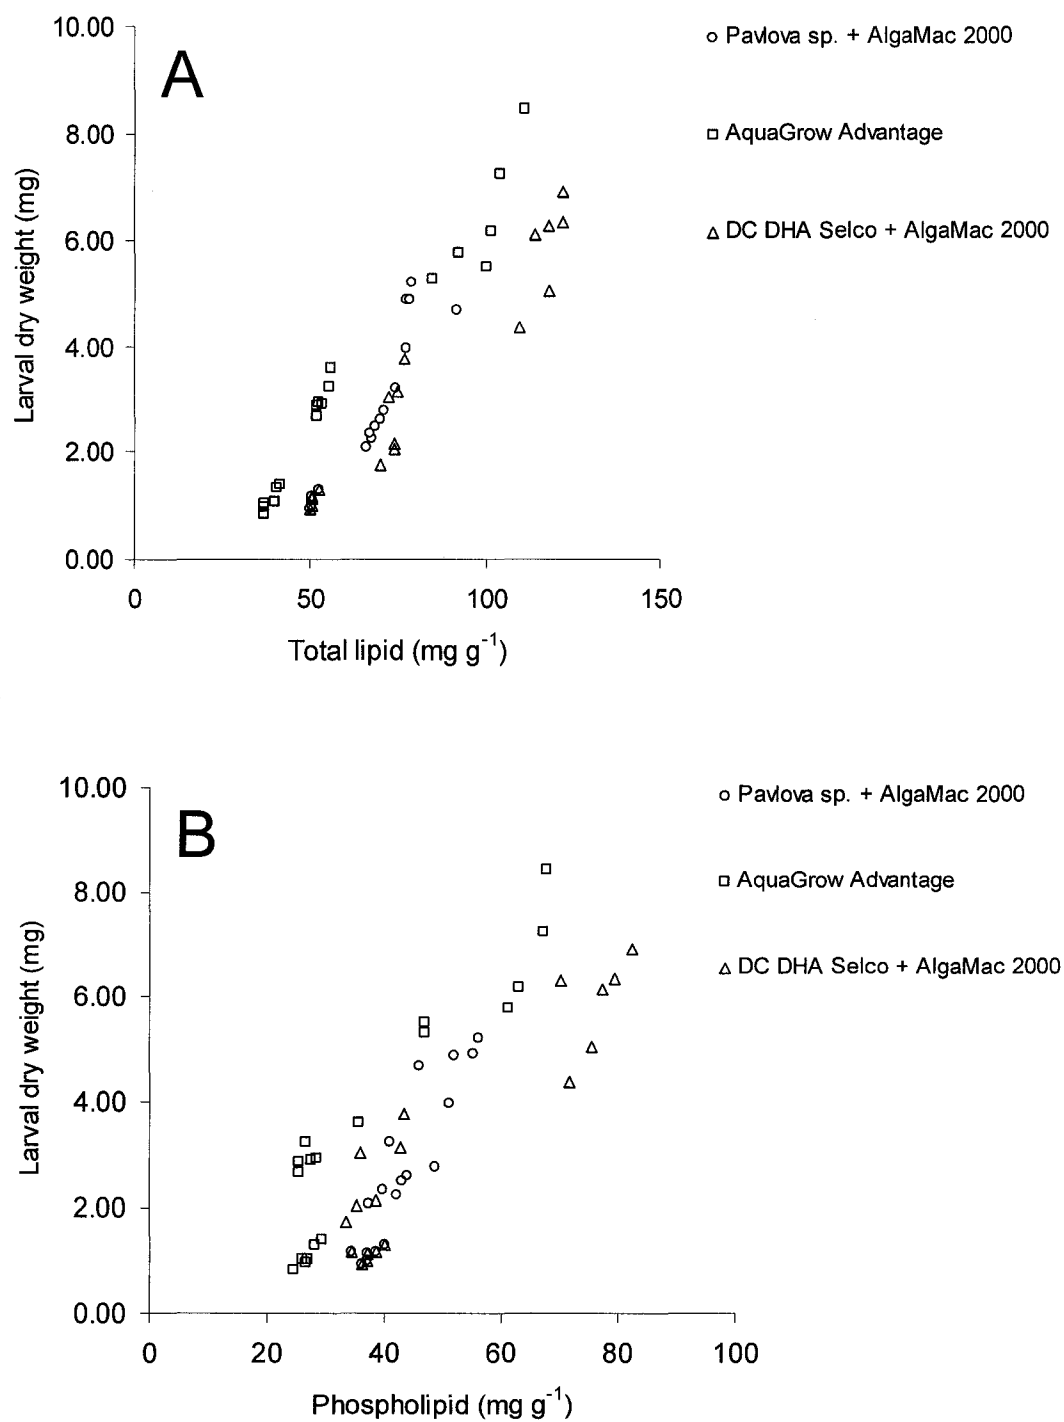 10.00
8.00
6.00
4.00
2.00
0.00
Larval dry weight (mg)
A
0 50 100 150
Total lipid (mg g-1)
Pavlova sp. + AlgaMac 2000
AquaGrow Advantage
DC DHA Selco + AlgaMac 2000
10.00
8.00
6.00
4.00
2.00
0.00
Larval dry weight (mg)
B
0 20 40 60 80 100
Phospholipid (mg g-1)
Pavlova sp. + AlgaMac 2000
AquaGrow Advantage
DC DHA Selco + AlgaMac 2000